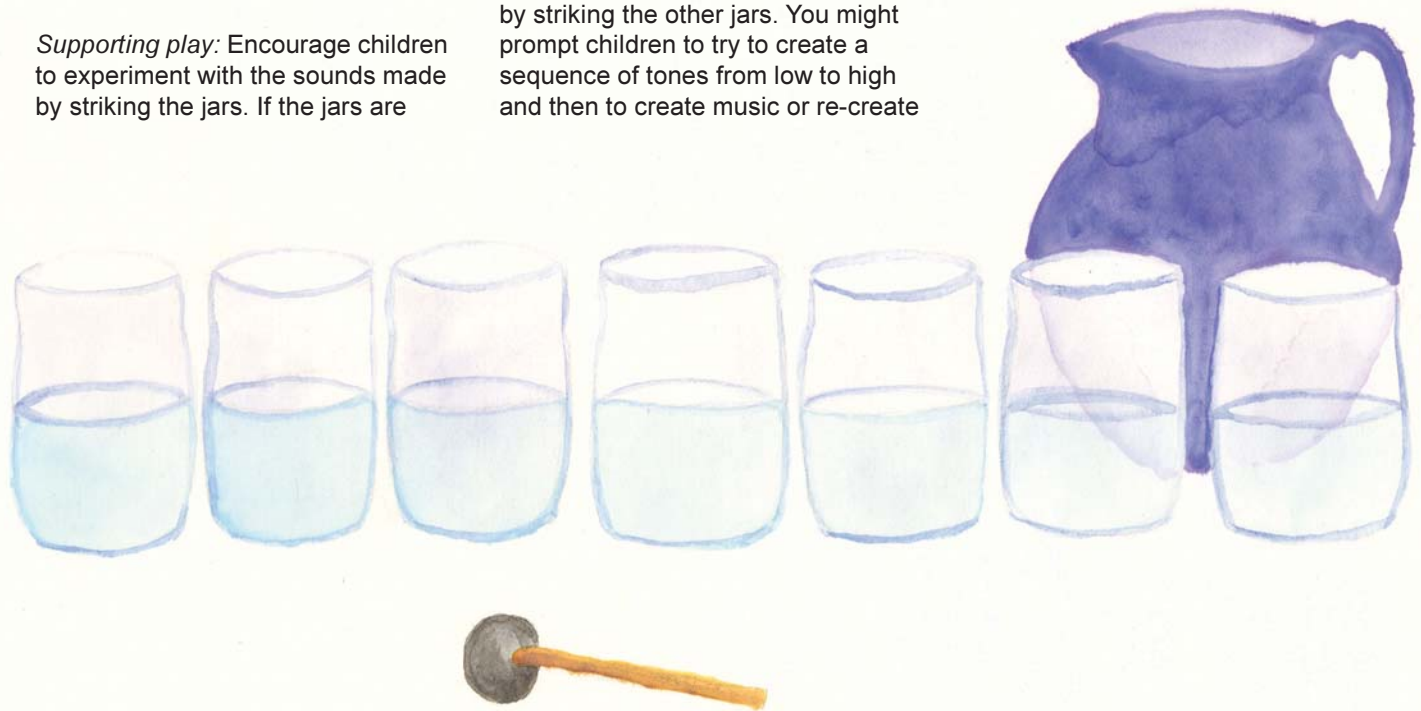 Supporting play: Encourage children
to experiment with the sounds made
by striking the jars. If the jars are
by striking the other jars. You might
prompt children to try to create a
sequence of tones from low to high
and then to create music or re-create